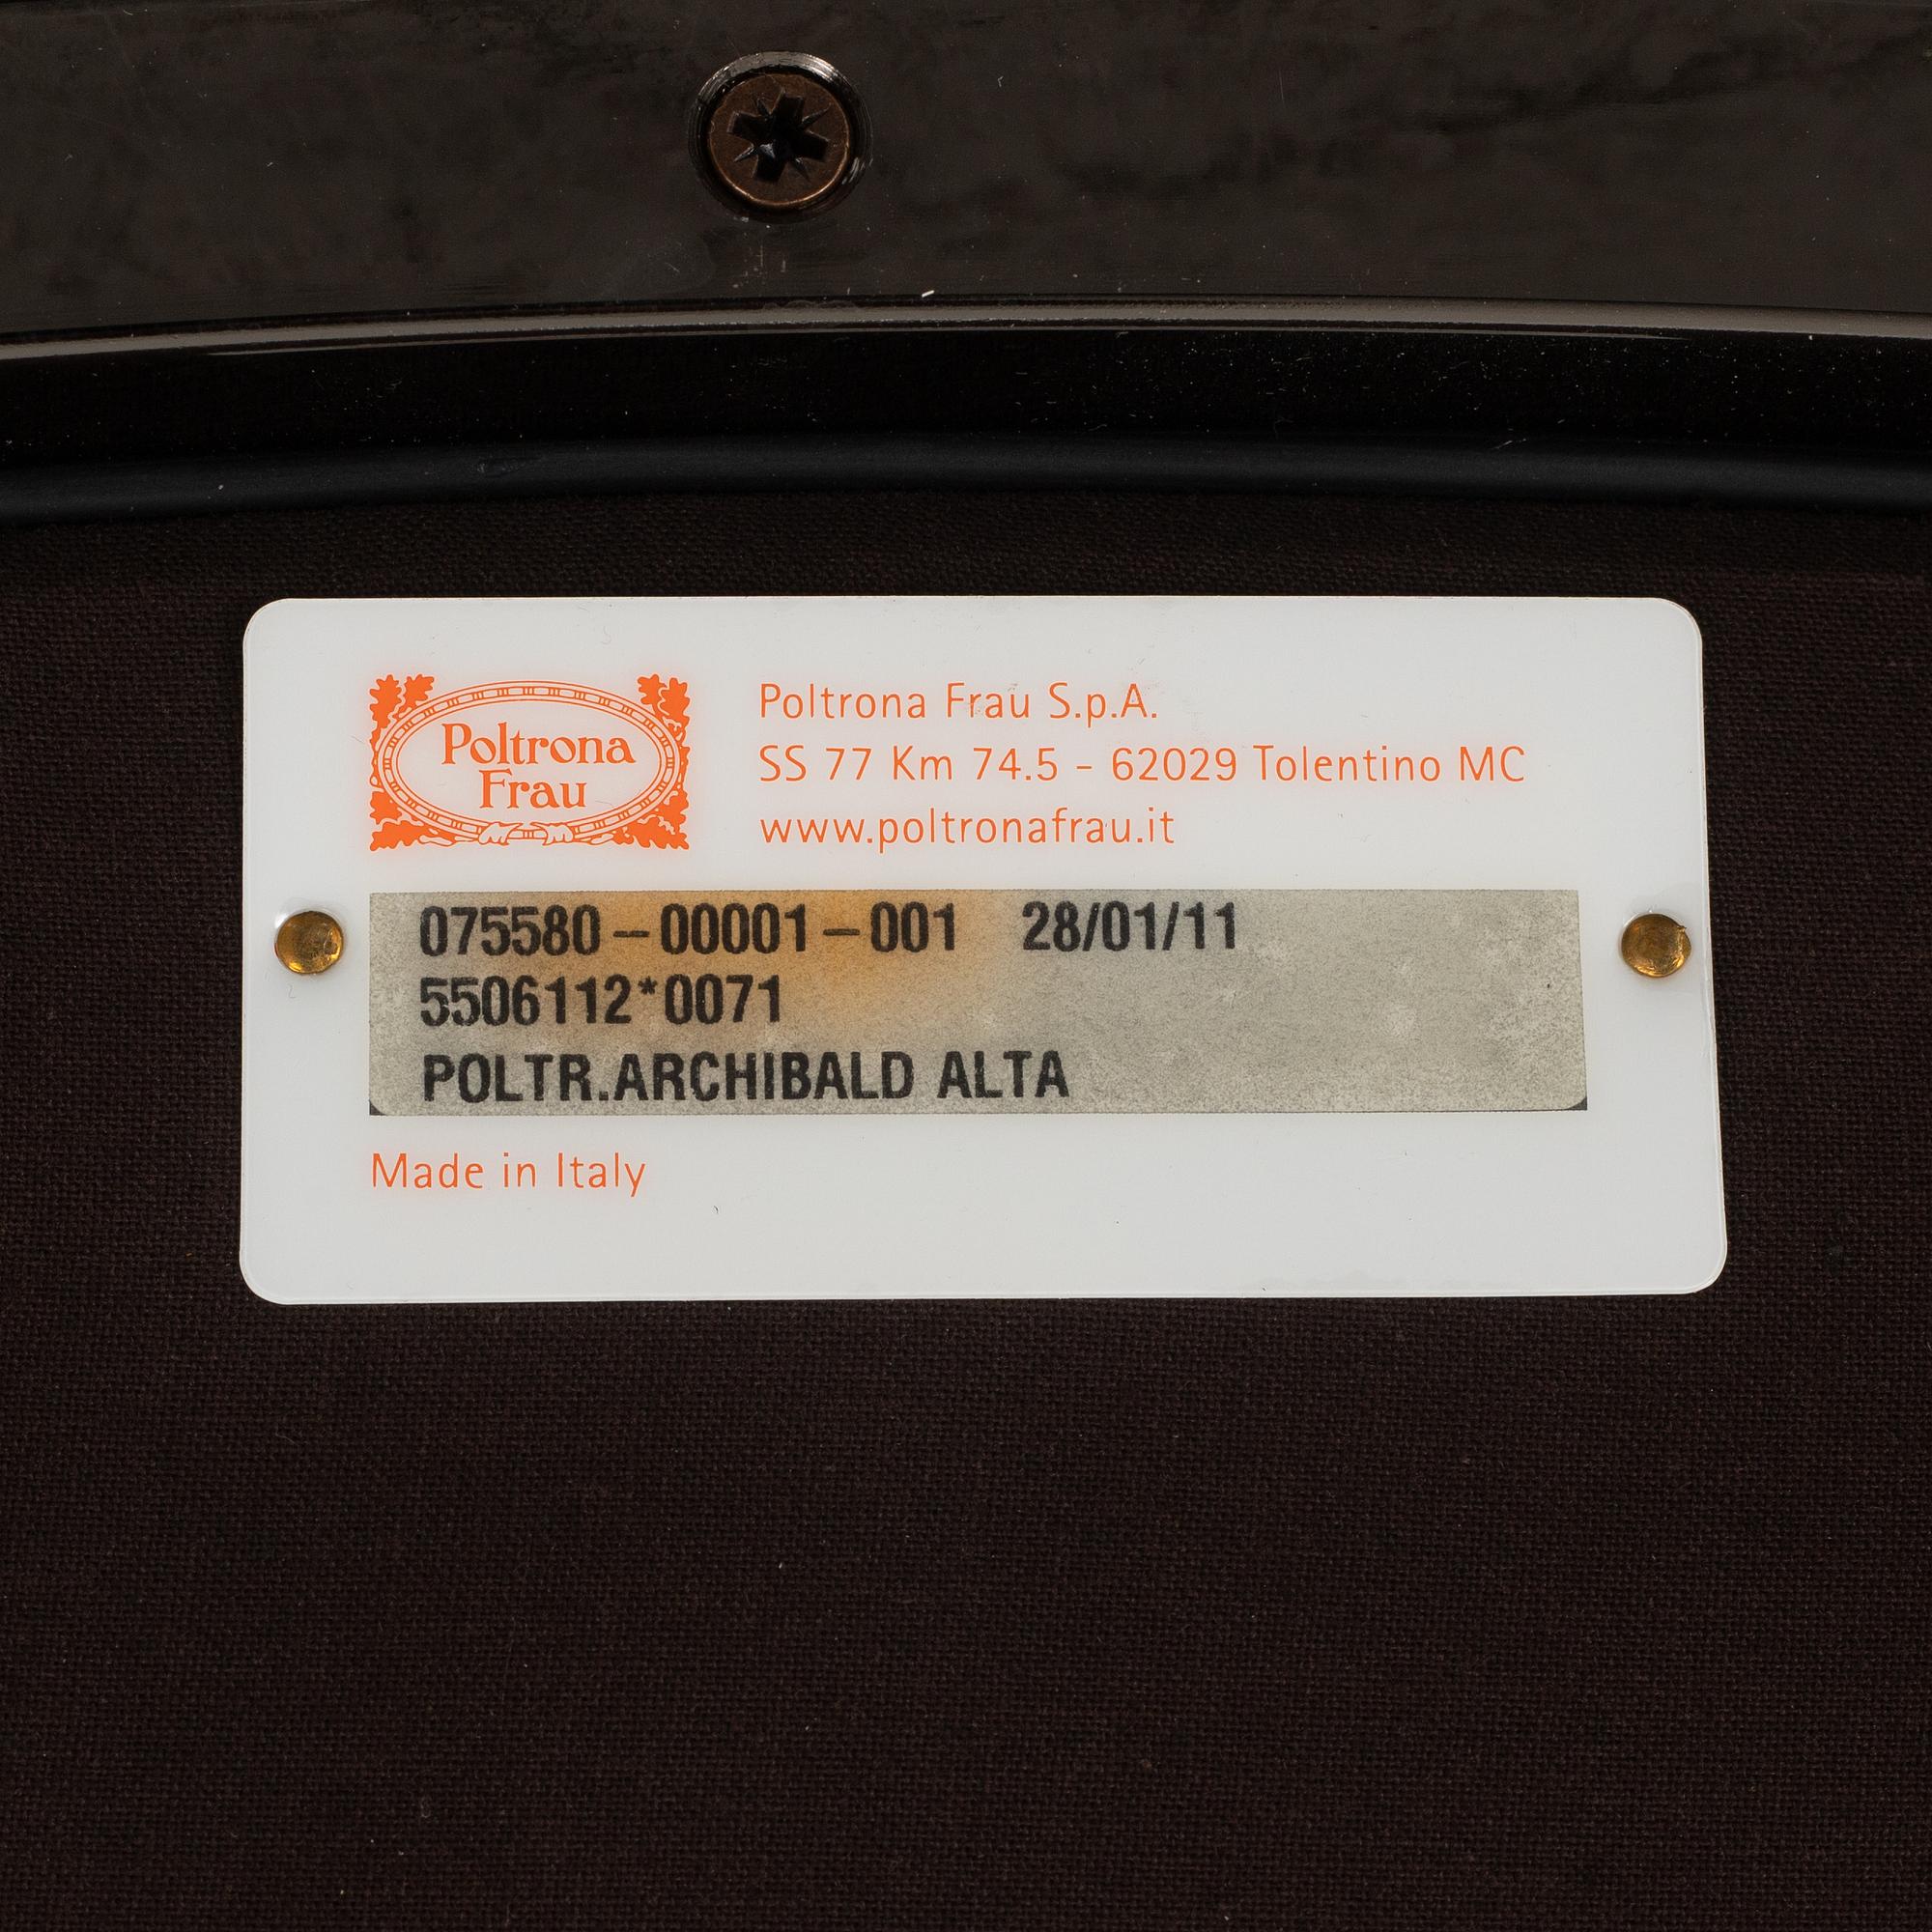 Poltrona
Frau
Poltrona Frau S.p.A.
SS 77 Km 74.5 - 62029 Tolentino MC
www.poltronafrau.it
075580-00001-001 28/01/11
5506112*0071
POLTR.ARCHIBALD ALTA
Made in Italy